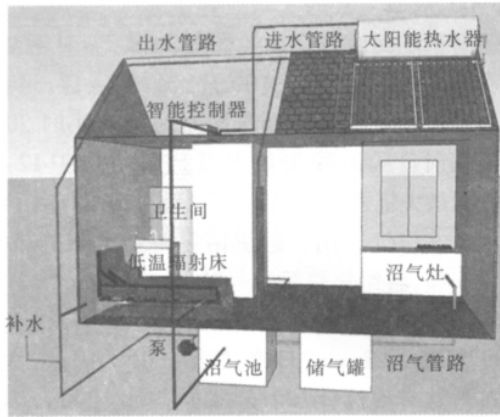 出水管路
进水管路
太阳能热水器
智能控制器
卫生间
低温辐射床
沼气灶
补水
泵
沼气池
储气罐
沼气管路